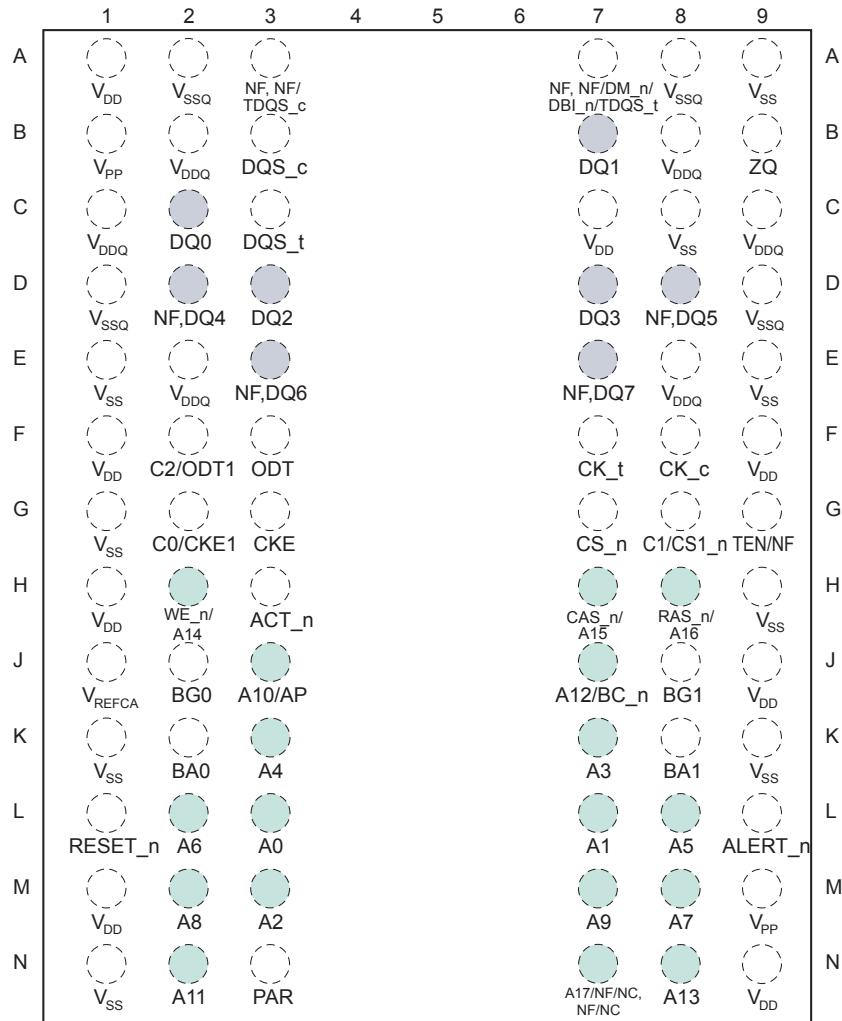 1 2 3 4 5 6 7 8 9
A A
VDD VSSQ NF, NF/ NF, NF/DM_n/ VSSQ VSS
TDQS_c DBI_n/TDQS_t
B B
VPP VDDQ DQS_c DQ1 VDDQ ZQ
C C
VDDQ DQ0 DQS_t VDD VSS VDDQ
D D
VSSQ NF,DQ4 DQ2 DQ3 NF,DQ5 VSSQ
E E
VSS VDDQ NF,DQ6 NF,DQ7 VDDQ VSS
F F
VDD C2/ODT1 ODT CK_t CK_c VDD
G G
VSS C0/CKE1 CKE CS_n C1/CS1_n TEN/NF
H H
VDD WE_n/ ACT_n CAS_n/ RAS_n/ VSS
A14 A15 A16
J J
VREFCA BG0 A10/AP A12/BC_n BG1 VDD
K K
VSS BA0 A4 A3 BA1 VSS
L L
RESET_n A6 A0 A1 A5 ALERT_n
M M
VDD A8 A2 A9 A7 VPP
N N
VSS A11 PAR A17/NF/NC, A13 VDD
NF/NC